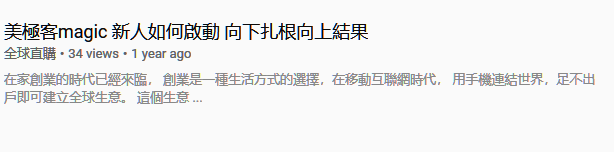 美極客magic 新人如何啟動 向下扎根向上結果
全球直購 • 34 views • 1 year ago
在家創業的時代已經來臨， 創業是一種生活方式的選擇，在移動互聯網時代， 用手機連結世界，足不出
戶即可建立全球生意。 這個生意 ...